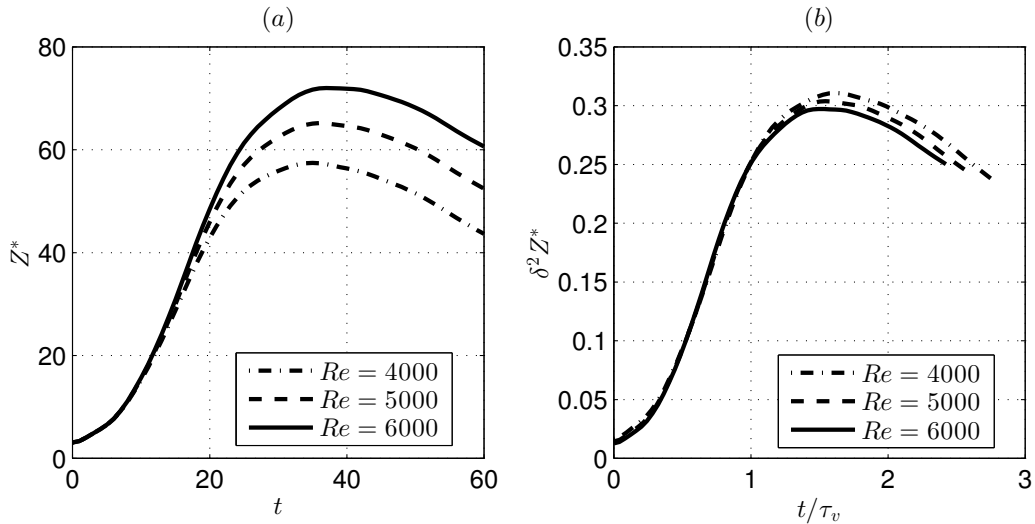 (a)
80
60
40
20
0
Z*
0 20 40 60
t
Re = 4000
Re = 5000
Re = 6000
(b)
0.35
0.3
0.25
0.2
0.15
0.1
0.05
0
δ²Z*
0 1 2 3
t/τᵥ
Re = 4000
Re = 5000
Re = 6000